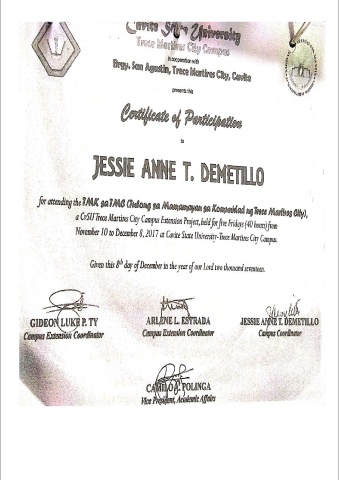 Cavite State University
Trece Martires City Campus
in cooperation with
Brgy. San Agustin, Trece Martires City, Cavite
presents this
Certificate of Participation
to
JESSIE ANNE T. DEMETILLO
for attending the TMK sa TMC (Tulong sa Mamamayan sa Komunidad ng Trece Martires City),
a CvSU Trece Martires City Campus Extension Project, held for five Fridays (40 hours) from
November 10 to December 8, 2017 at Cavite State University-Trece Martires City Campus.
Given this 8th day of December in the year of our Lord two thousand seventeen.
GIDEON LUKE P. TY
Campus Extension Coordinator
ARLENE L. ESTRADA
Campus Extension Coordinator
JESSIE ANNE T. DEMETILLO
Campus Coordinator
CAMILO A. POLINGA
Vice President, Academic Affairs